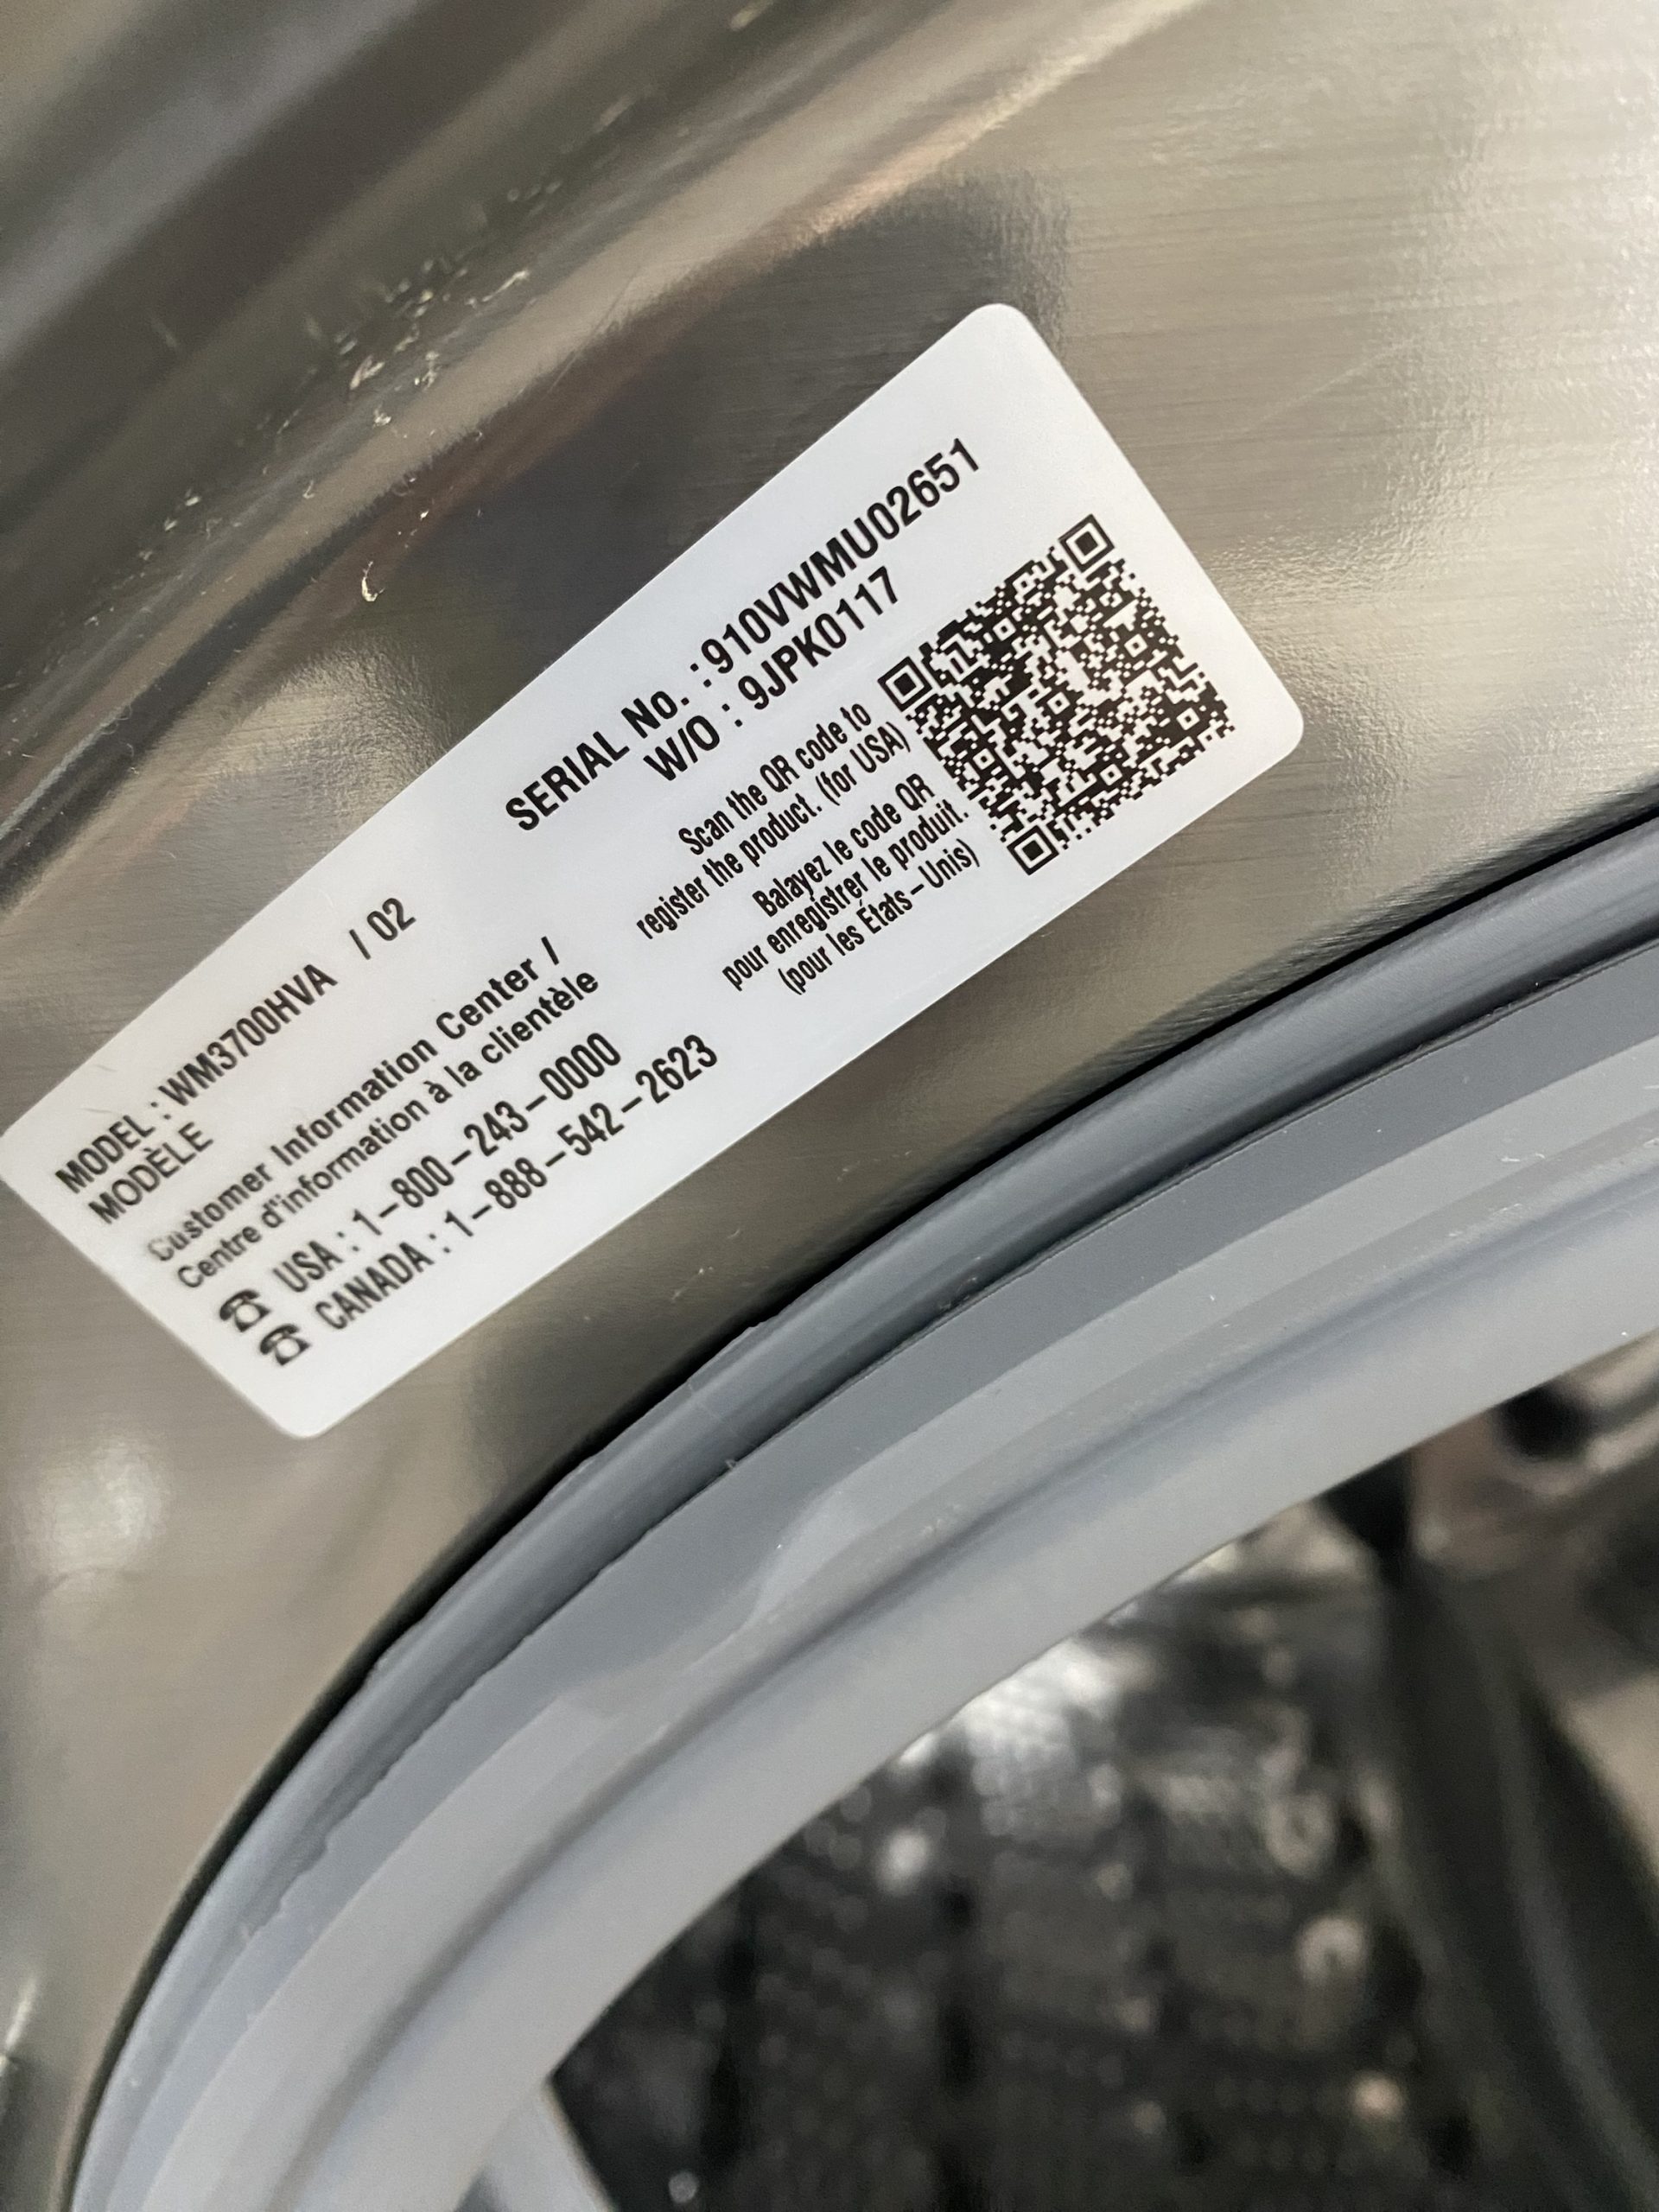 MODEL : WM3700HVA / 02
MODÈLE
SERIAL No. : 910VWMU02651
W/O : 9JPK0117
Customer Information Center /
Centre d'information à la clientèle
☎ USA : 1–800–243–0000
☎ CANADA : 1–888–542–2623
Scan the QR code to
register the product. (for USA)
Balayez le code QR
pour enregistrer le produit.
(pour les États–Unis)